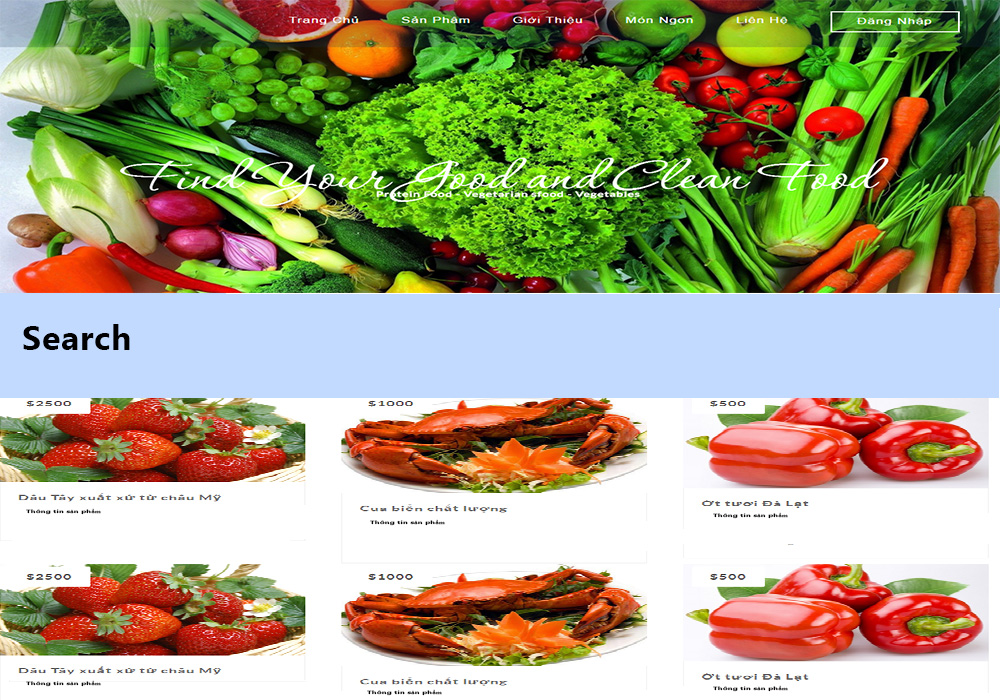 Trang Chủ Sản Phẩm Giới Thiệu Món Ngon Liên Hệ Đăng Nhập
Find Your Good and Clean Food
Protein Food - Vegetarian sfood - Vegetables
Search
$2500 $1000 $500
Dâu Tây xuất xứ từ châu Mỹ
Thông tin sản phẩm
Cua biển chất lượng
Thông tin sản phẩm
Ớt tươi Đà Lạt
Thông tin sản phẩm
$2500 $1000 $500
Dâu Tây xuất xứ từ châu Mỹ
Thông tin sản phẩm
Cua biển chất lượng
Thông tin sản phẩm
Ớt tươi Đà Lạt
Thông tin sản phẩm